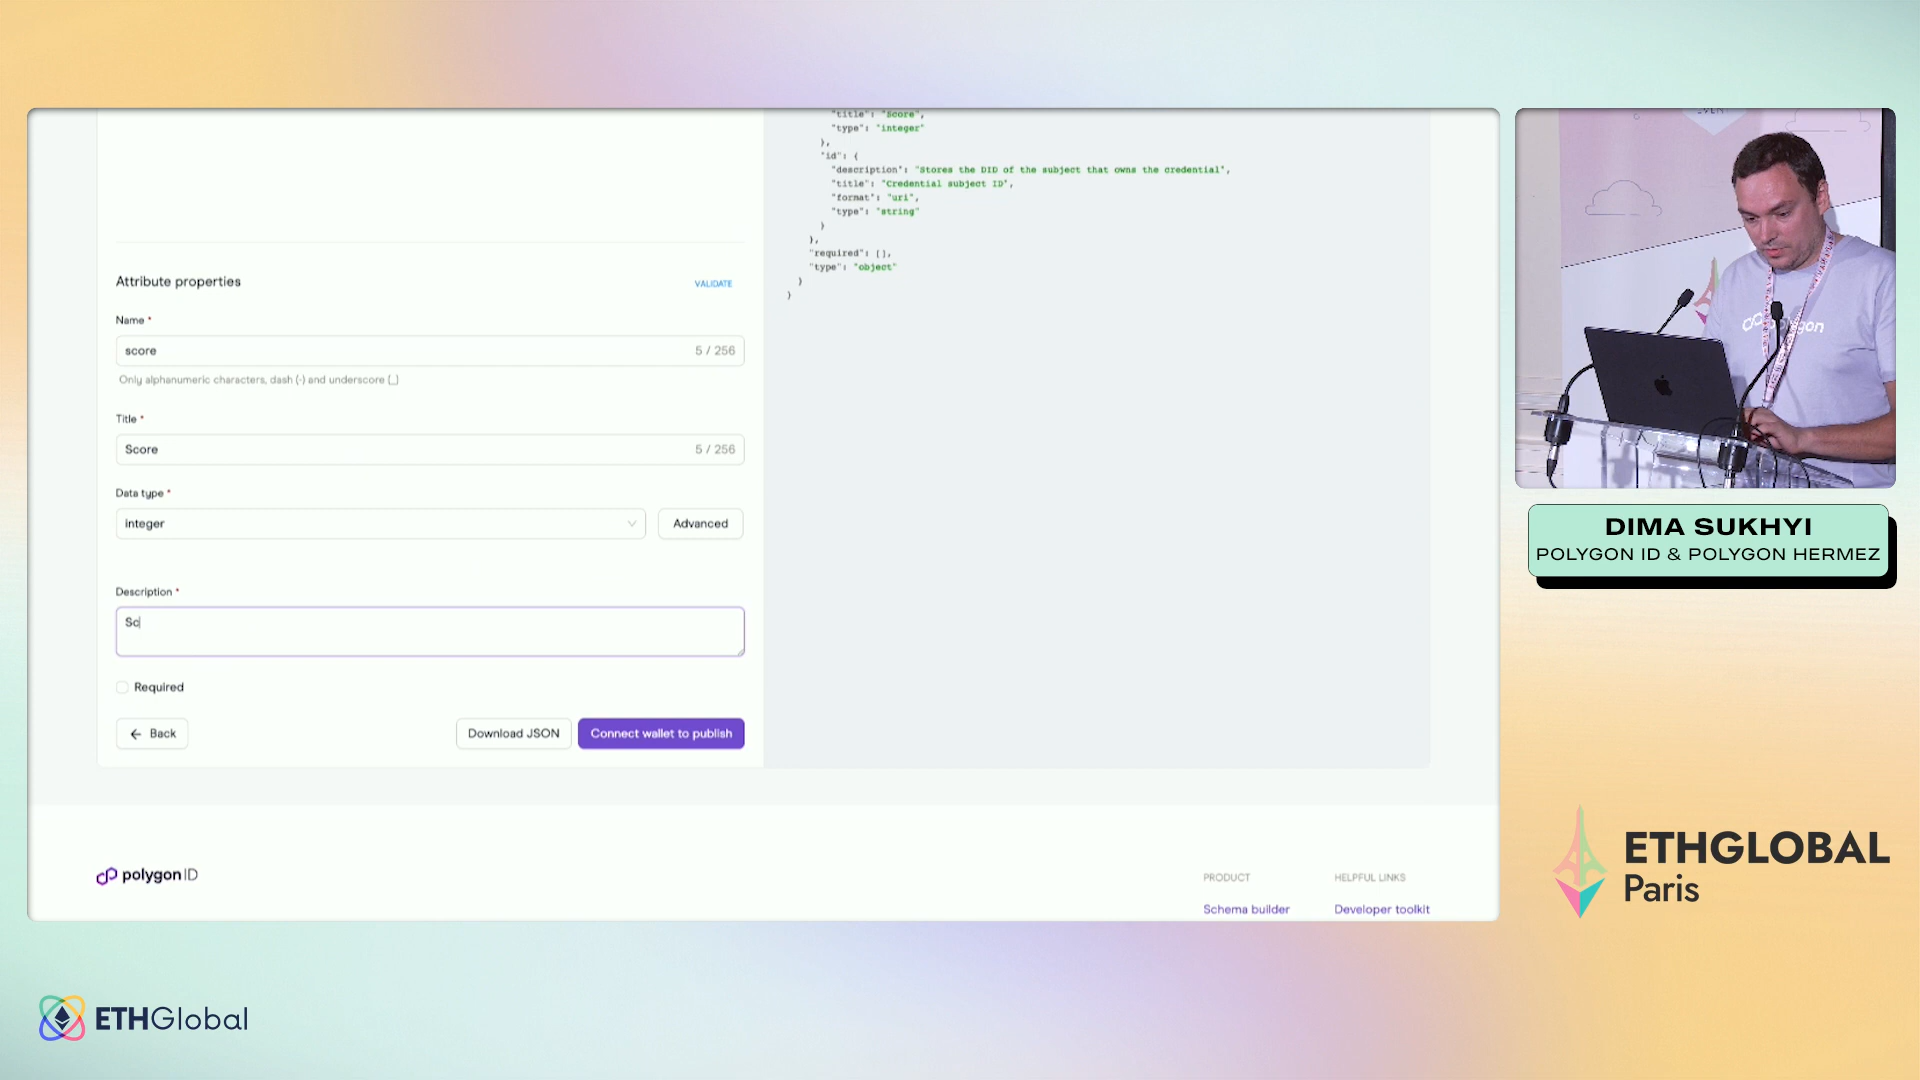 "title": "Score",
"type": "integer"
},
"id": {
"description": "Stores the DID of the subject that owns the credential",
"title": "Credential subject ID",
"format": "uri",
"type": "string"
}
},
"required": [],
"type": "object"
}
}
Attribute properties
VALIDATE
Name *
score
5 / 256
Only alphanumeric characters, dash (-) and underscore (_)
Title *
Score
5 / 256
Data type *
integer
Advanced
Description *
Sc
Required
← Back
Download JSON
Connect wallet to publish
polygon ID
PRODUCT
HELPFUL LINKS
Schema builder
Developer toolkit
polygon
DIMA SUKHYI
POLYGON ID & POLYGON HERMEZ
ETHGLOBAL
Paris
ETHGlobal